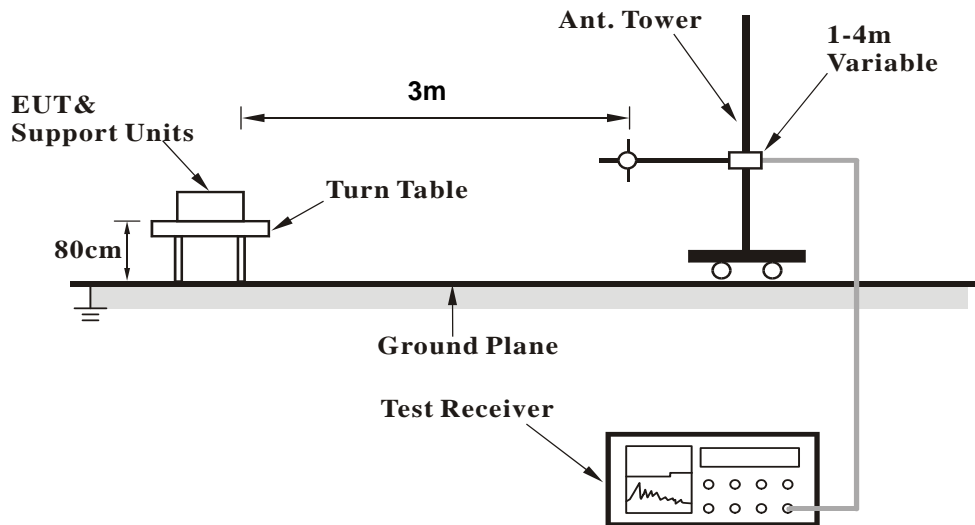 Ant. Tower
1-4m
Variable
3m
EUT&
Support Units
Turn Table
80cm
Ground Plane
Test Receiver